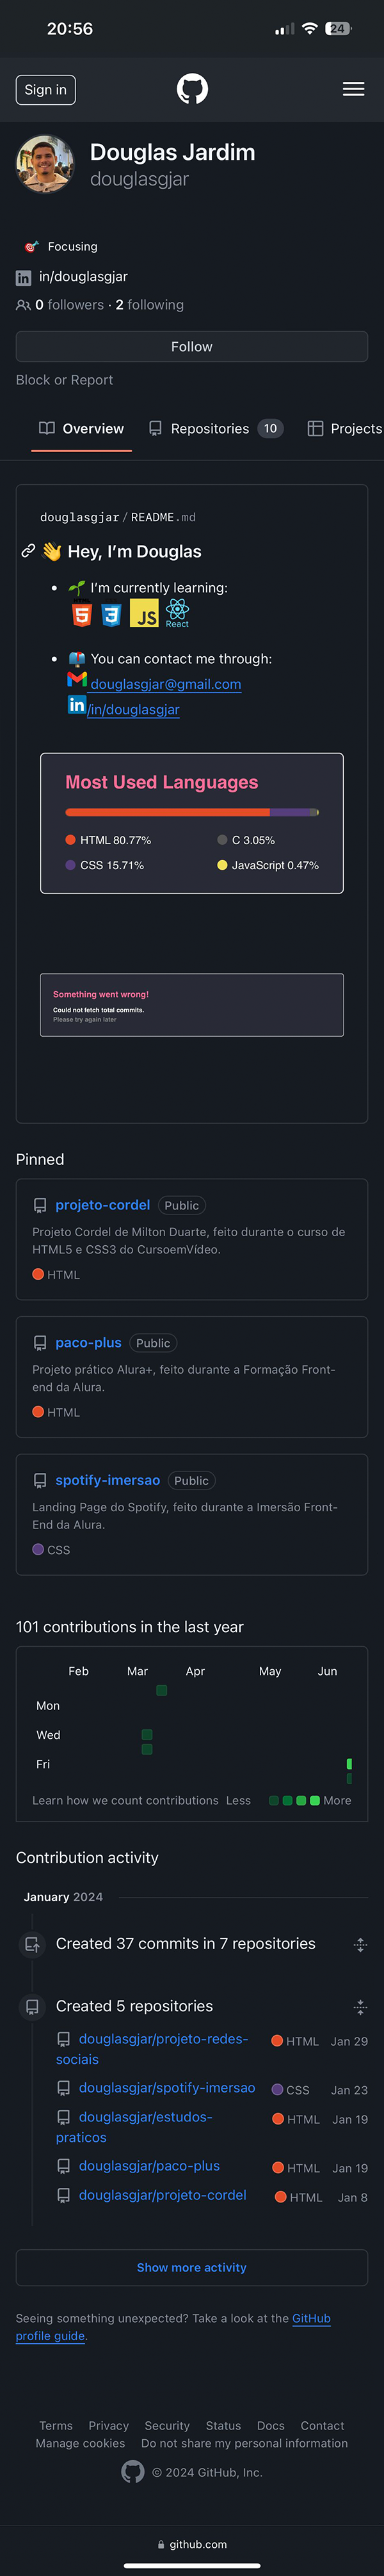 20:56
24
Sign in
Douglas Jardim
douglasgjar
🎯 Focusing
in/douglasgjar
0 followers · 2 following
Follow
Block or Report
Overview Repositories 10 Projects
douglasgjar/README.md
👋 Hey, I’m Douglas
• 🌱 I’m currently learning:
HTML 5 3 JS React
• 📫 You can contact me through:
douglasgjar@gmail.com
in /in/douglasgjar
Most Used Languages
HTML 80.77% C 3.05%
CSS 15.71% JavaScript 0.47%
Something went wrong!
Could not fetch total commits.
Please try again later
Pinned
projeto-cordel Public
Projeto Cordel de Milton Duarte, feito durante o curso de
HTML5 e CSS3 do CursoemVídeo.
HTML
paco-plus Public
Projeto prático Alura+, feito durante a Formação Front-
end da Alura.
HTML
spotify-imersao Public
Landing Page do Spotify, feito durante a Imersão Front-
End da Alura.
CSS
101 contributions in the last year
Feb Mar Apr May Jun
Mon
Wed
Fri
Learn how we count contributions Less More
Contribution activity
January 2024
Created 37 commits in 7 repositories
Created 5 repositories
douglasgjar/projeto-redes- HTML Jan 29
sociais
douglasgjar/spotify-imersao CSS Jan 23
douglasgjar/estudos- HTML Jan 19
praticos
douglasgjar/paco-plus HTML Jan 19
douglasgjar/projeto-cordel HTML Jan 8
Show more activity
Seeing something unexpected? Take a look at the GitHub
profile guide.
Terms Privacy Security Status Docs Contact
Manage cookies Do not share my personal information
© 2024 GitHub, Inc.
github.com